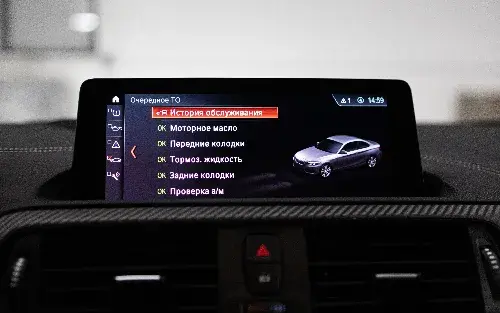 Очередное ТО
1 14:59
История обслуживания
OK Моторное масло
OK Передние колодки
OK Тормоз. жидкость
OK Задние колодки
OK Проверка а/м